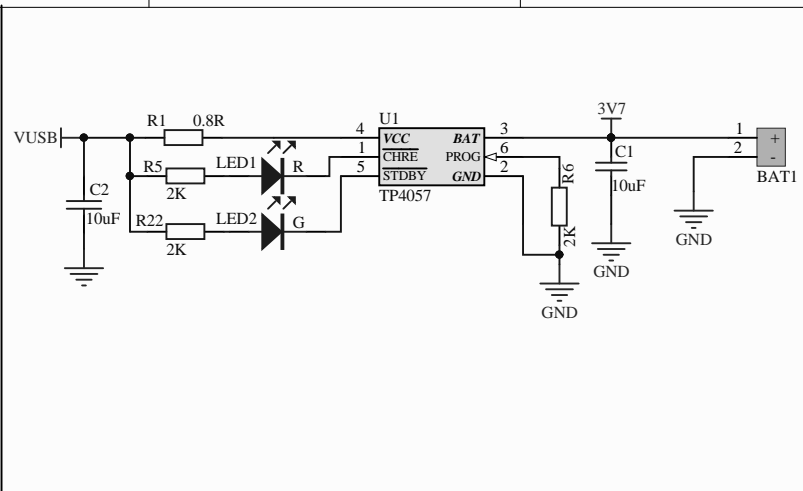 3V7
U1
R1 0.8R
VUSB
4 VCC BAT 3
1 CHRE PROG 6
5 STDBY GND 2
TP4057
R5 LED1 R
2K
R22 LED2 G
2K
C2
10uF
R6
2K
GND
C1
10uF
GND
1 +
2 -
BAT1
GND